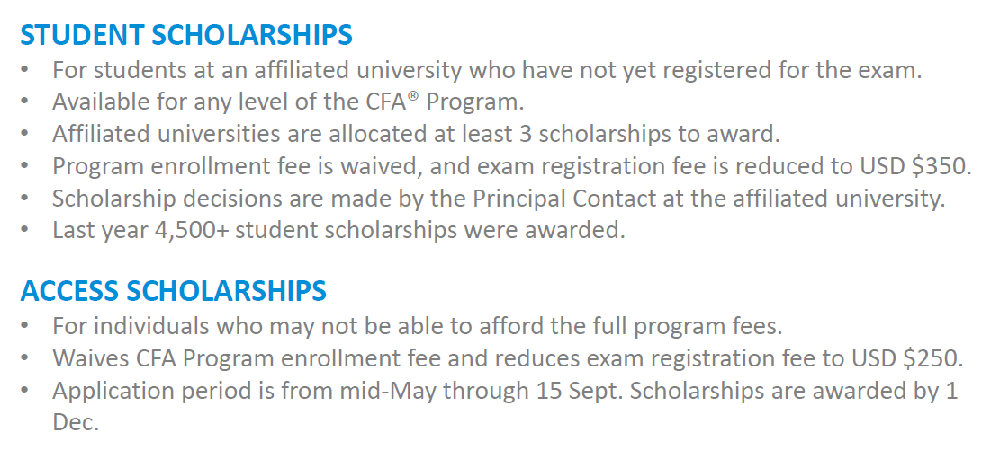 STUDENT SCHOLARSHIPS
• For students at an affiliated university who have not yet registered for the exam.
• Available for any level of the CFA® Program.
• Affiliated universities are allocated at least 3 scholarships to award.
• Program enrollment fee is waived, and exam registration fee is reduced to USD $350.
• Scholarship decisions are made by the Principal Contact at the affiliated university.
• Last year 4,500+ student scholarships were awarded.
ACCESS SCHOLARSHIPS
• For individuals who may not be able to afford the full program fees.
• Waives CFA Program enrollment fee and reduces exam registration fee to USD $250.
• Application period is from mid-May through 15 Sept. Scholarships are awarded by 1
Dec.